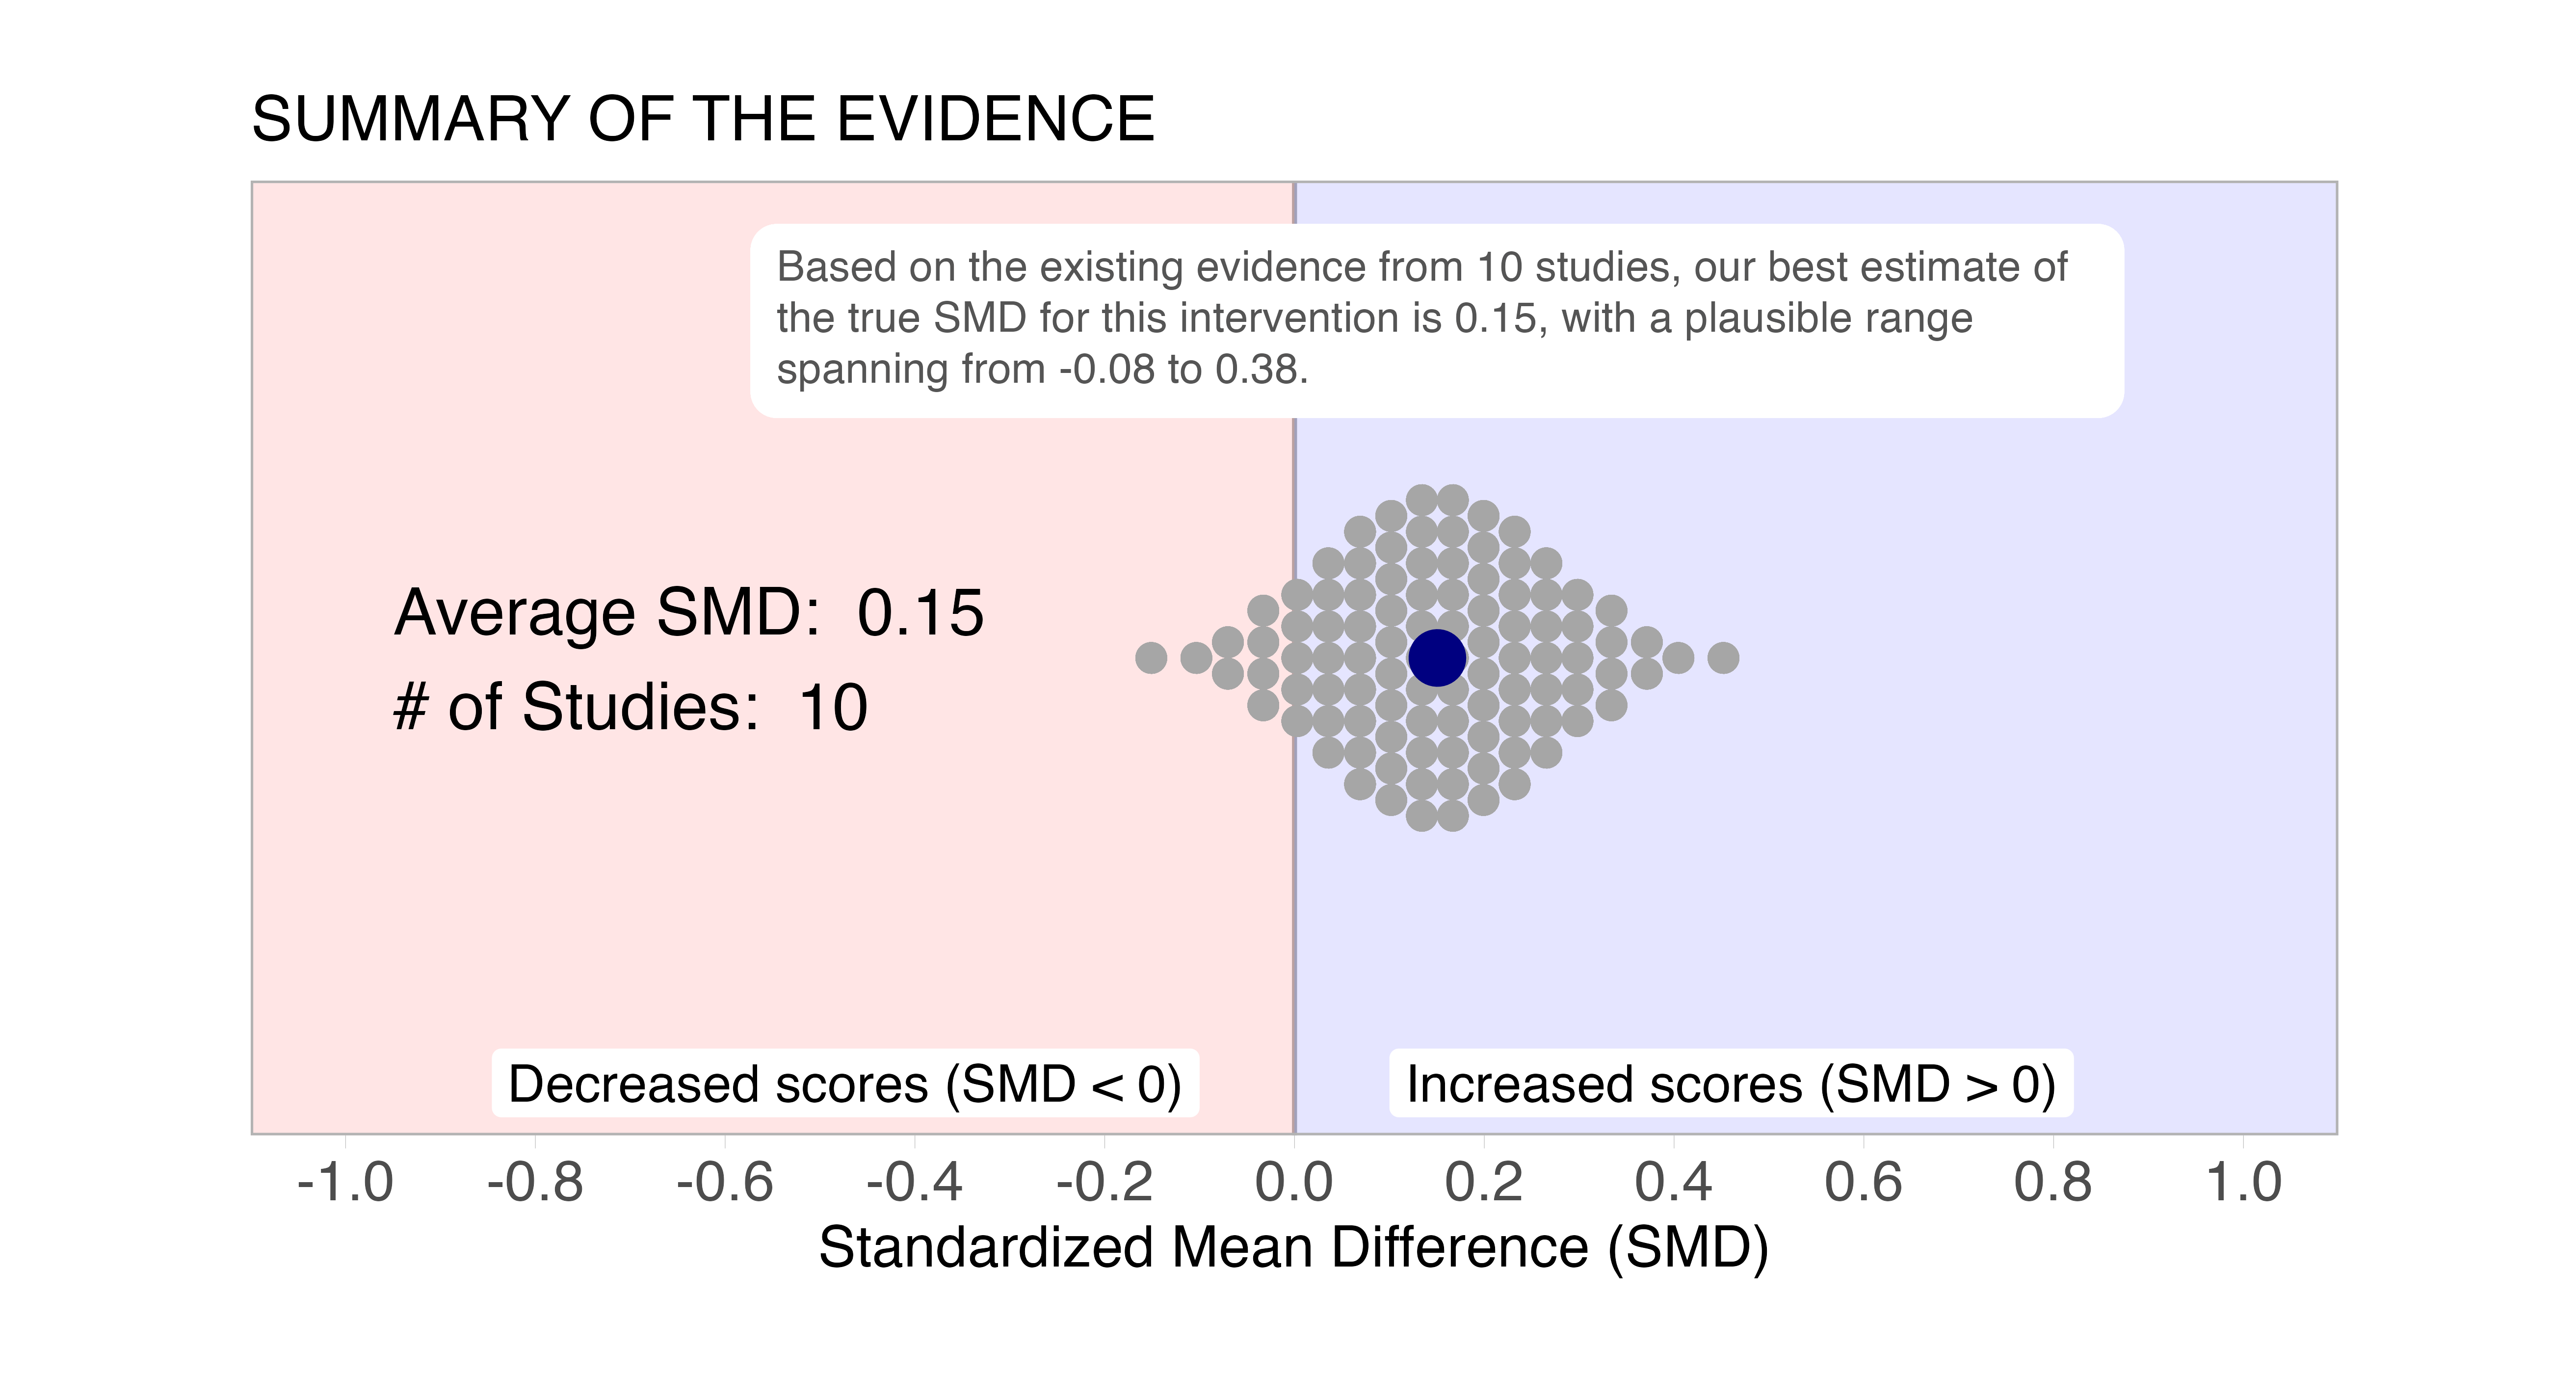 SUMMARY OF THE EVIDENCE
Based on the existing evidence from 10 studies, our best estimate of
the true SMD for this intervention is 0.15, with a plausible range
spanning from -0.08 to 0.38.
Average SMD: 0.15
# of Studies: 10
Decreased scores (SMD < 0)
Increased scores (SMD > 0)
-1.0 -0.8 -0.6 -0.4 -0.2 0.0 0.2 0.4 0.6 0.8 1.0
Standardized Mean Difference (SMD)